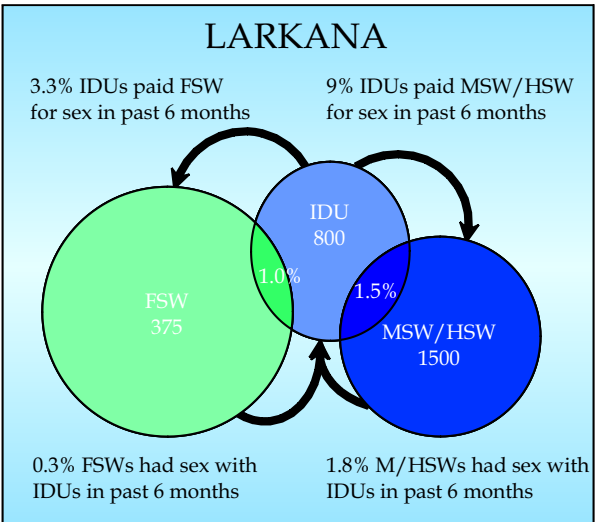 LARKANA
3.3% IDUs paid FSW
for sex in past 6 months
9% IDUs paid MSW/HSW
for sex in past 6 months
IDU
800
1.0%
1.5%
FSW
375
MSW/HSW
1500
0.3% FSWs had sex with
IDUs in past 6 months
1.8% M/HSWs had sex with
IDUs in past 6 months